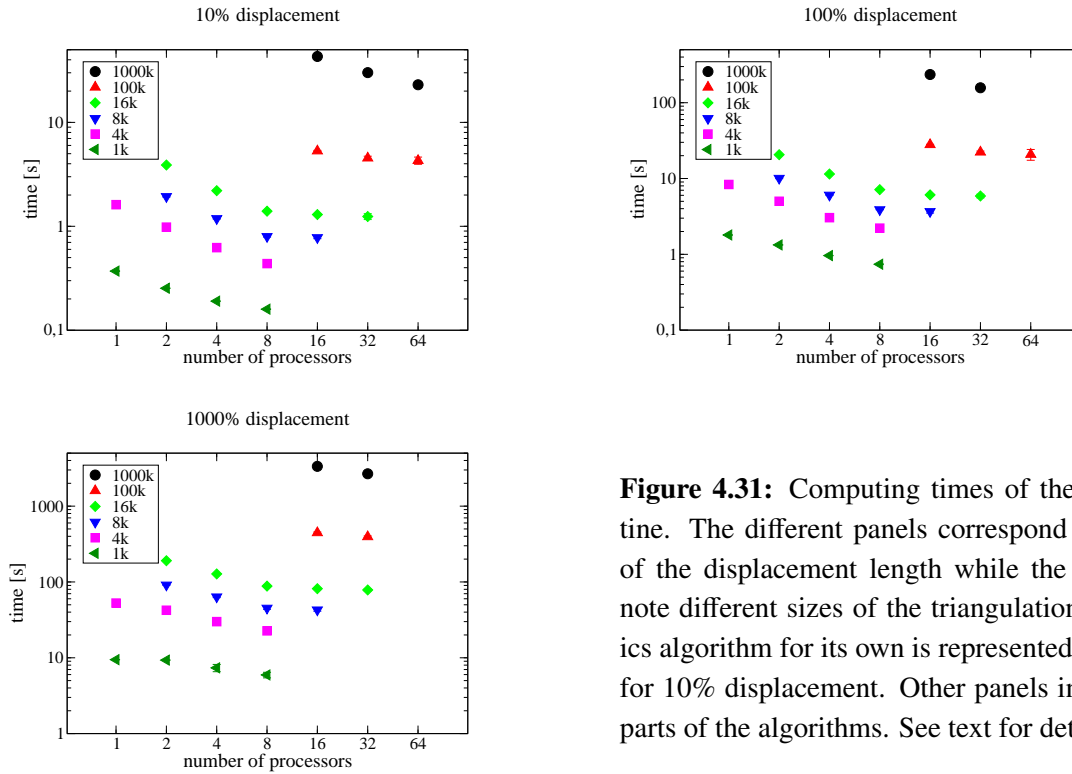 10% displacement
1000k
100k
16k
8k
4k
1k
10
1
0,1
time [s]
1 2 4 8 16 32 64
number of processors
100% displacement
1000k
100k
16k
8k
4k
1k
100
10
1
0,1
time [s]
1 2 4 8 16 32 64
number of processors
1000% displacement
1000k
100k
16k
8k
4k
1k
1000
100
10
1
time [s]
1 2 4 8 16 32 64
number of processors
Figure 4.31: Computing times of the
tine. The different panels correspond
of the displacement length while the
note different sizes of the triangulation
ics algorithm for its own is represented
for 10% displacement. Other panels in
parts of the algorithms. See text for det